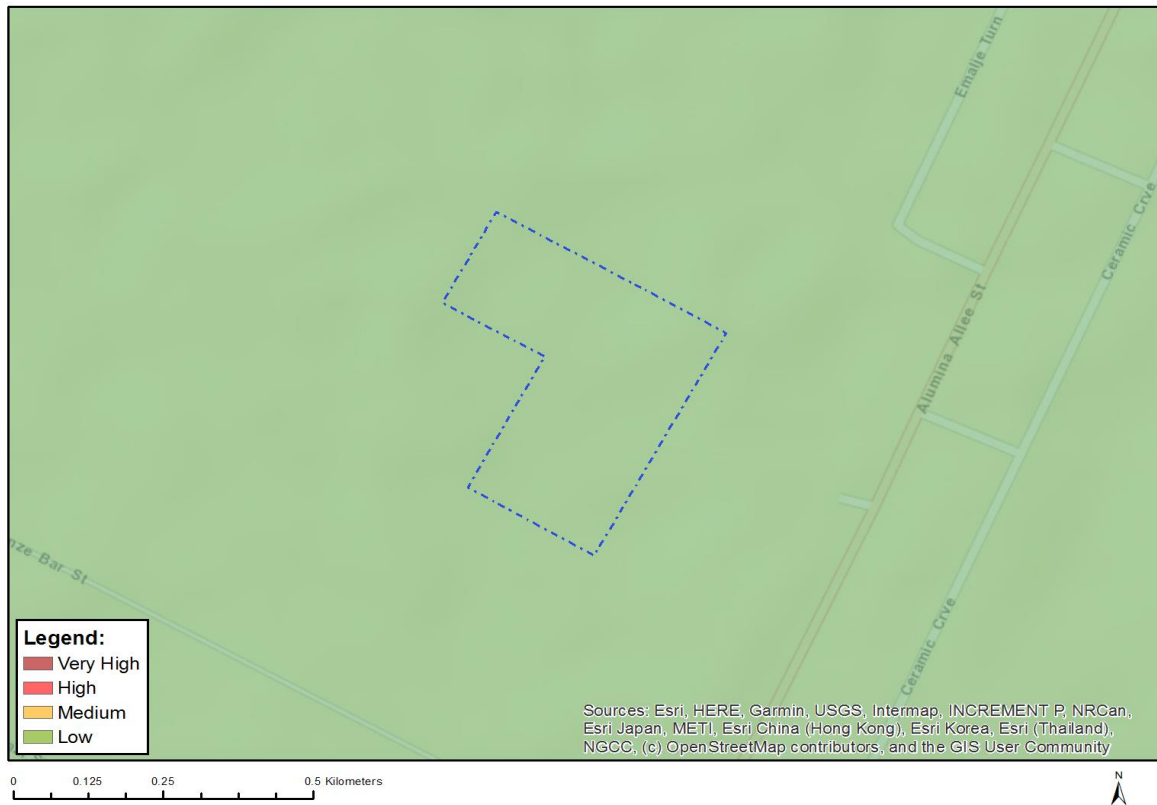 Emalje Turn
Ceramic Crve
Alumina Allee St
nze Bar St
Ceramic Crve
Legend:
Very High
High
Medium
Low
Sources: Esri, HERE, Garmin, USGS, Intermap, INCREMENT P, NRCan,
Esri Japan, METI, Esri China (Hong Kong), Esri Korea, Esri (Thailand),
NGCC, (c) OpenStreetMap contributors, and the GIS User Community
0 0.125 0.25 0.5 Kilometers
N